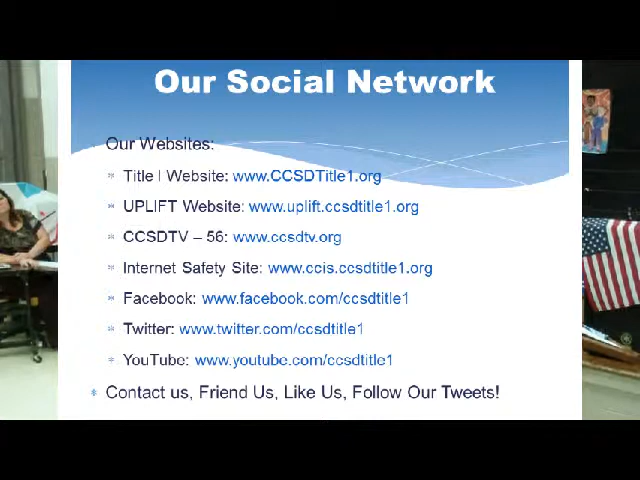 Our Social Network
Our Websites:
Title I Website: www.CCSDTitle1.org
UPLIFT Website: www.uplift.ccsdtitle1.org
CCSDTV – 56: www.ccsdtv.org
Internet Safety Site: www.ccis.ccsdtitle1.org
Facebook: www.facebook.com/ccsdtitle1
Twitter: www.twitter.com/ccsdtitle1
YouTube: www.youtube.com/ccsdtitle1
Contact us, Friend Us, Like Us, Follow Our Tweets!